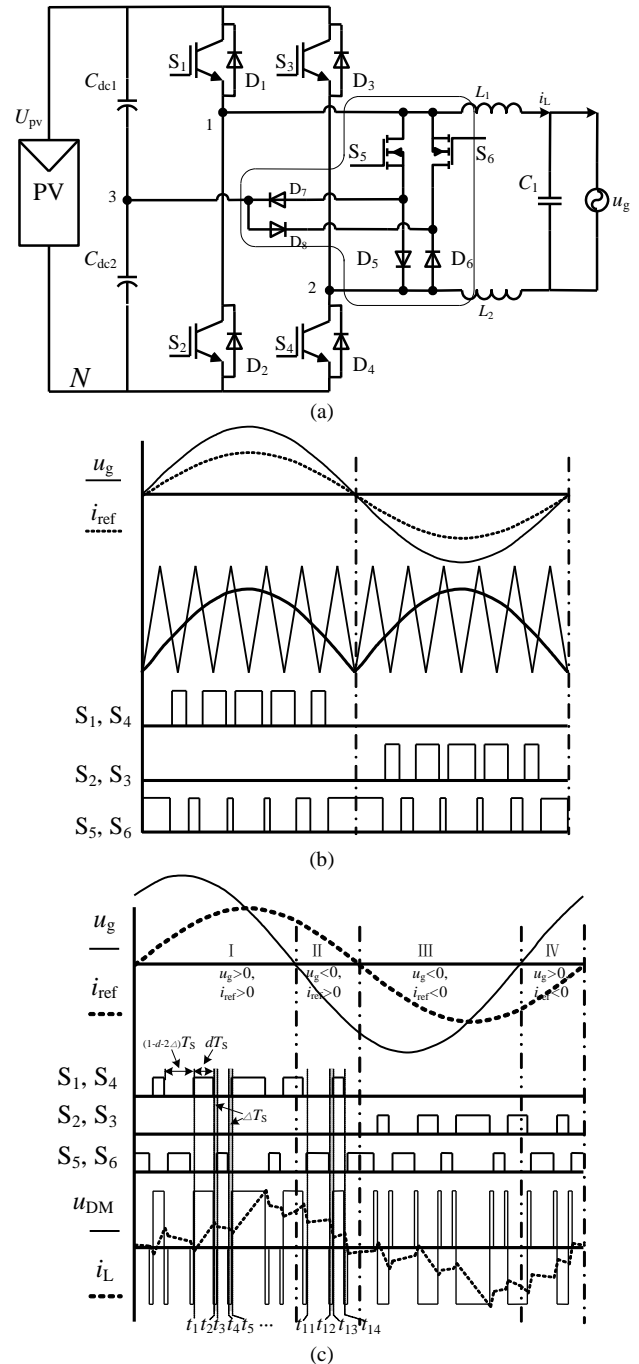 S1 D1 S3 D3
Cdc1
Upv
1
L1 iL
S5 S6
PV
3
D7
D8
C1
ug
Cdc2
D5 D6
2
L2
S2 D2 S4 D4
N
(a)
ug
iref
S1, S4
S2, S3
S5, S6
(b)
ug
iref
I II III IV
ug>0, ug<0, ug<0, ug>0,
iref>0 iref>0 iref<0 iref<0
(1-d-2Δ)TS dTS
S1, S4
ΔTS
S2, S3
S5, S6
uDM
iL
t1 t2 t3 t4 t5 ... t11 t12 t13 t14
(c)